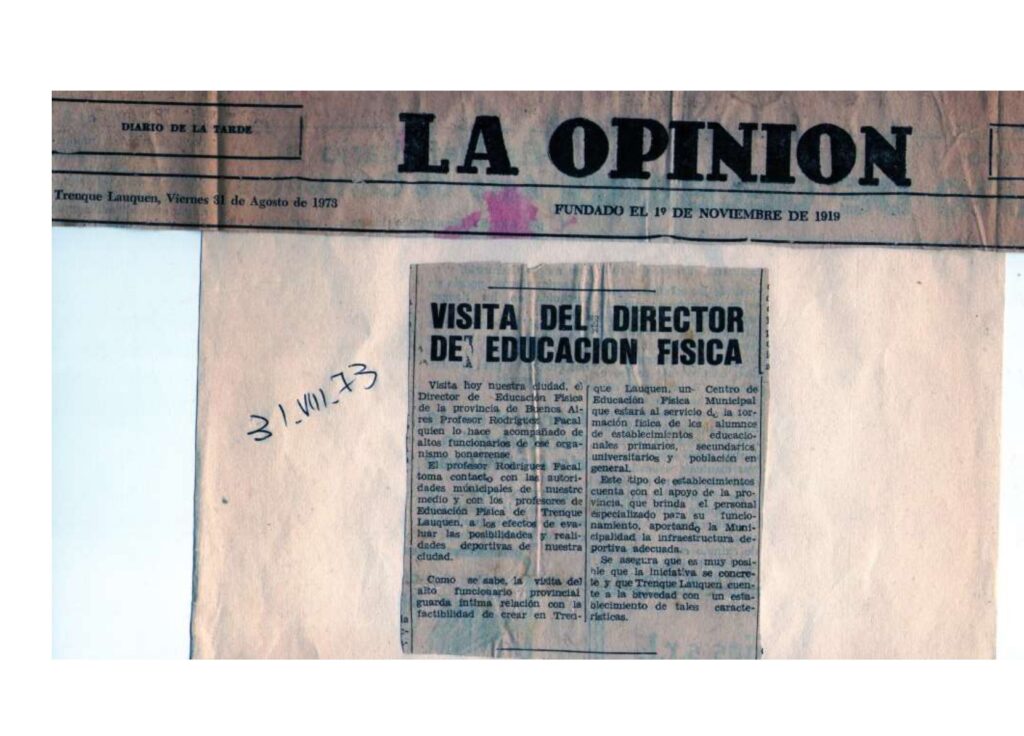 DIARIO DE LA TARDE
LA OPINION
Trenque Lauquen, Viernes 31 de Agosto de 1973
FUNDADO EL 1º DE NOVIEMBRE DE 1919
31_VIII_73
VISITA DEL DIRECTOR
DE EDUCACION FISICA
Visita hoy nuestra ciudad, el
Director de Educación Física
de la provincia de Buenos Ai-
res Profesor Rodríguez Facal
quien lo hace acompañado de
altos funcionarios de ese orga-
nismo bonaerense
El profesor Rodríguez Facal
toma contacto con las autori-
dades municipales de nuestro
medio y con los profesores de
Educación Física de Trenque
Lauquen, a los efectos de eva-
luar las posibilidades y reali-
dades deportivas de nuestra
ciudad.
Como se sabe, la visita del
alto funcionario provincial
guarda íntima relación con la
factibilidad de crear en Tren-
que Lauquen, un Centro de
Educación Física Municipal
que estará al servicio de la for-
mación física de los alumnos
de establecimientos educacio-
nales primarios, secundarios
universitarios y población en
general.
Este tipo de establecimientos
cuenta con el apoyo de la pro-
vincia, que brinda el personal
especializado para su funcio-
namiento, aportando la Muni-
cipalidad la infraestructura de-
portiva adecuada.
Se asegura que es muy posi-
ble que la iniciativa se concre-
te y que Trenque Lauquen cuen-
te a la brevedad con un esta-
blecimiento de tales caracte-
rísticas.